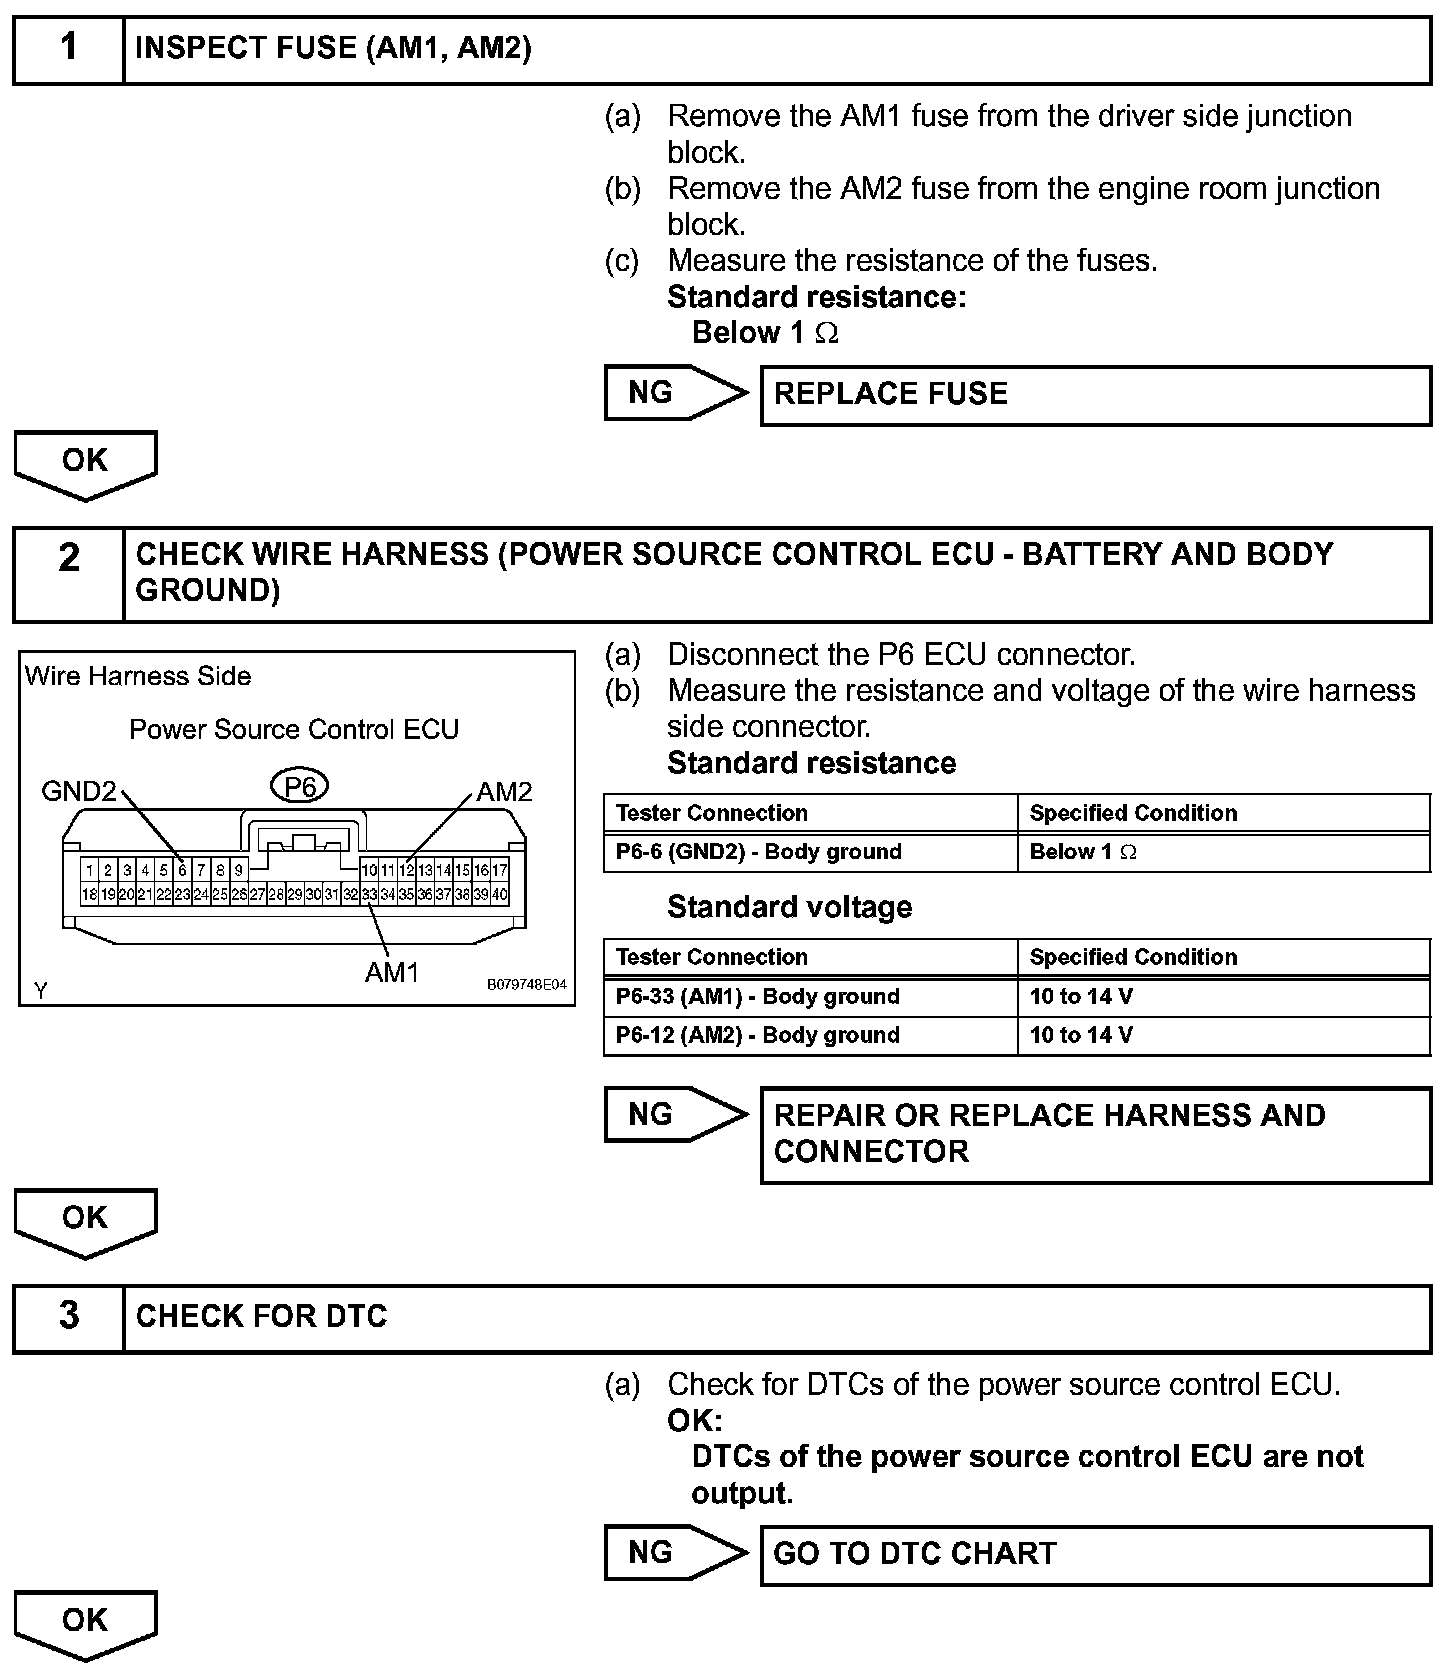 1
INSPECT FUSE (AM1, AM2)
(a) Remove the AM1 fuse from the driver side junction
block.
(b) Remove the AM2 fuse from the engine room junction
block.
(c) Measure the resistance of the fuses.
Standard resistance:
Below 1 Ω
NG
REPLACE FUSE
OK
2
CHECK WIRE HARNESS (POWER SOURCE CONTROL ECU - BATTERY AND BODY
GROUND)
Wire Harness Side
Power Source Control ECU
GND2
P6
AM2
1 2 3 4 5 6 7 8 9 10 11 12 13 14 15 16 17
18 19 20 21 22 23 24 25 26 27 28 29 30 31 32 33 34 35 36 37 38 39 40
AM1
Y
B079748E04
(a) Disconnect the P6 ECU connector.
(b) Measure the resistance and voltage of the wire harness
side connector.
Standard resistance
Tester Connection Specified Condition
P6-6 (GND2) - Body ground Below 1 Ω
Standard voltage
Tester Connection Specified Condition
P6-33 (AM1) - Body ground 10 to 14 V
P6-12 (AM2) - Body ground 10 to 14 V
NG
REPAIR OR REPLACE HARNESS AND
CONNECTOR
OK
3
CHECK FOR DTC
(a) Check for DTCs of the power source control ECU.
OK:
DTCs of the power source control ECU are not
output.
NG
GO TO DTC CHART
OK